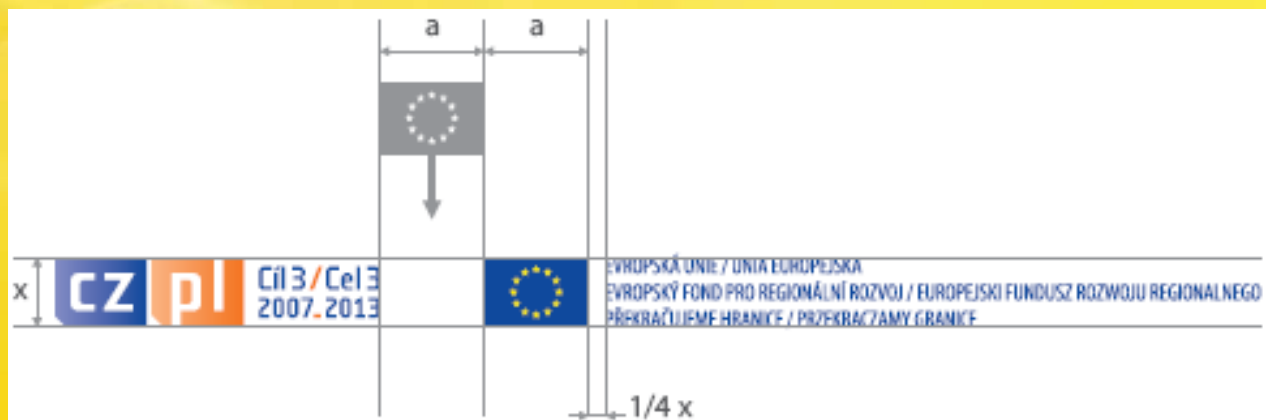 a a
x
cz pl
Cíl 3/Cel 3
2007-2013
EVROPSKÁ UNIE / UNIA EUROPEJSKA
EVROPSKÝ FOND PRO REGIONÁLNÍ ROZVOJ / EUROPEJSKI FUNDUSZ ROZWOJU REGIONALNEGO
PŘEKRAČUJEME HRANICE / PRZEKRACZAMY GRANICE
1/4 x